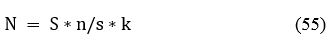 N = S * n/s * k (55)